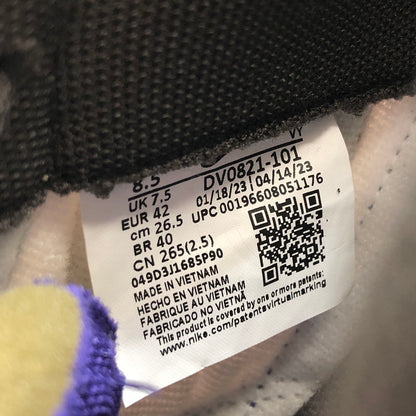 8.5 VY
UK 7.5 DV0821-101
EUR 42 01/18/23 04/14/23
cm 26.5 UPC 00196608051176
BR 40
CN 265(2.5)
049D3J1685P90
MADE IN VIETNAM
HECHO EN VIETNAM
FABRIQUE AU VIETNAM
FABRICADO NO VIETNÃ
This product is covered by one or more patents
www.nike.com/patentsvirtualmarking